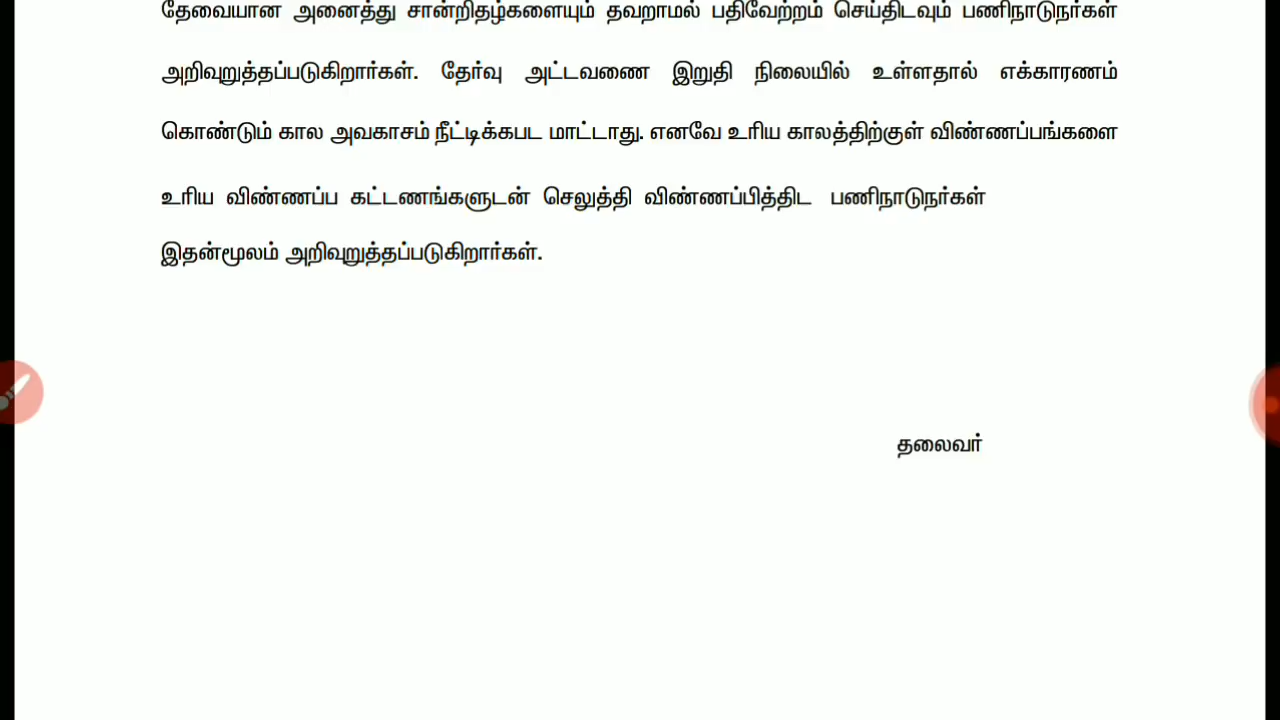 தேவையான அனைத்து சான்றிதழ்களையும் தவறாமல் பதிவேற்றம் செய்திடவும் பணிநாடுநர்கள்
அறிவுறுத்தப்படுகிறார்கள். தேர்வு அட்டவணை இறுதி நிலையில் உள்ளதால் எக்காரணம்
கொண்டும் கால அவகாசம் நீட்டிக்கபட மாட்டாது. எனவே உரிய காலத்திற்குள் விண்ணப்பங்களை
உரிய விண்ணப்ப கட்டணங்களுடன் செலுத்தி விண்ணப்பித்திட பணிநாடுநர்கள்
இதன்மூலம் அறிவுறுத்தப்படுகிறார்கள்.
தலைவர்